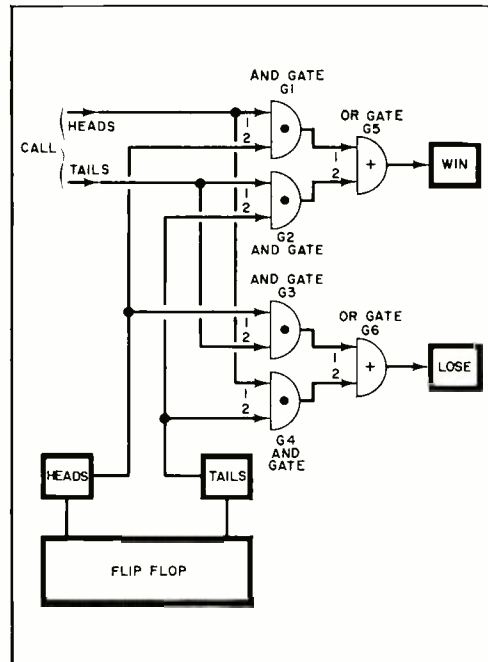 AND GATE
G1
OR GATE
G5
HEADS
1
2
CALL
+
WIN
TAILS
1
2
1
2
G2
AND GATE
AND GATE
G3
OR GATE
G6
1
2
1
2
+
LOSE
1
2
G4
AND
GATE
HEADS
TAILS
FLIP FLOP